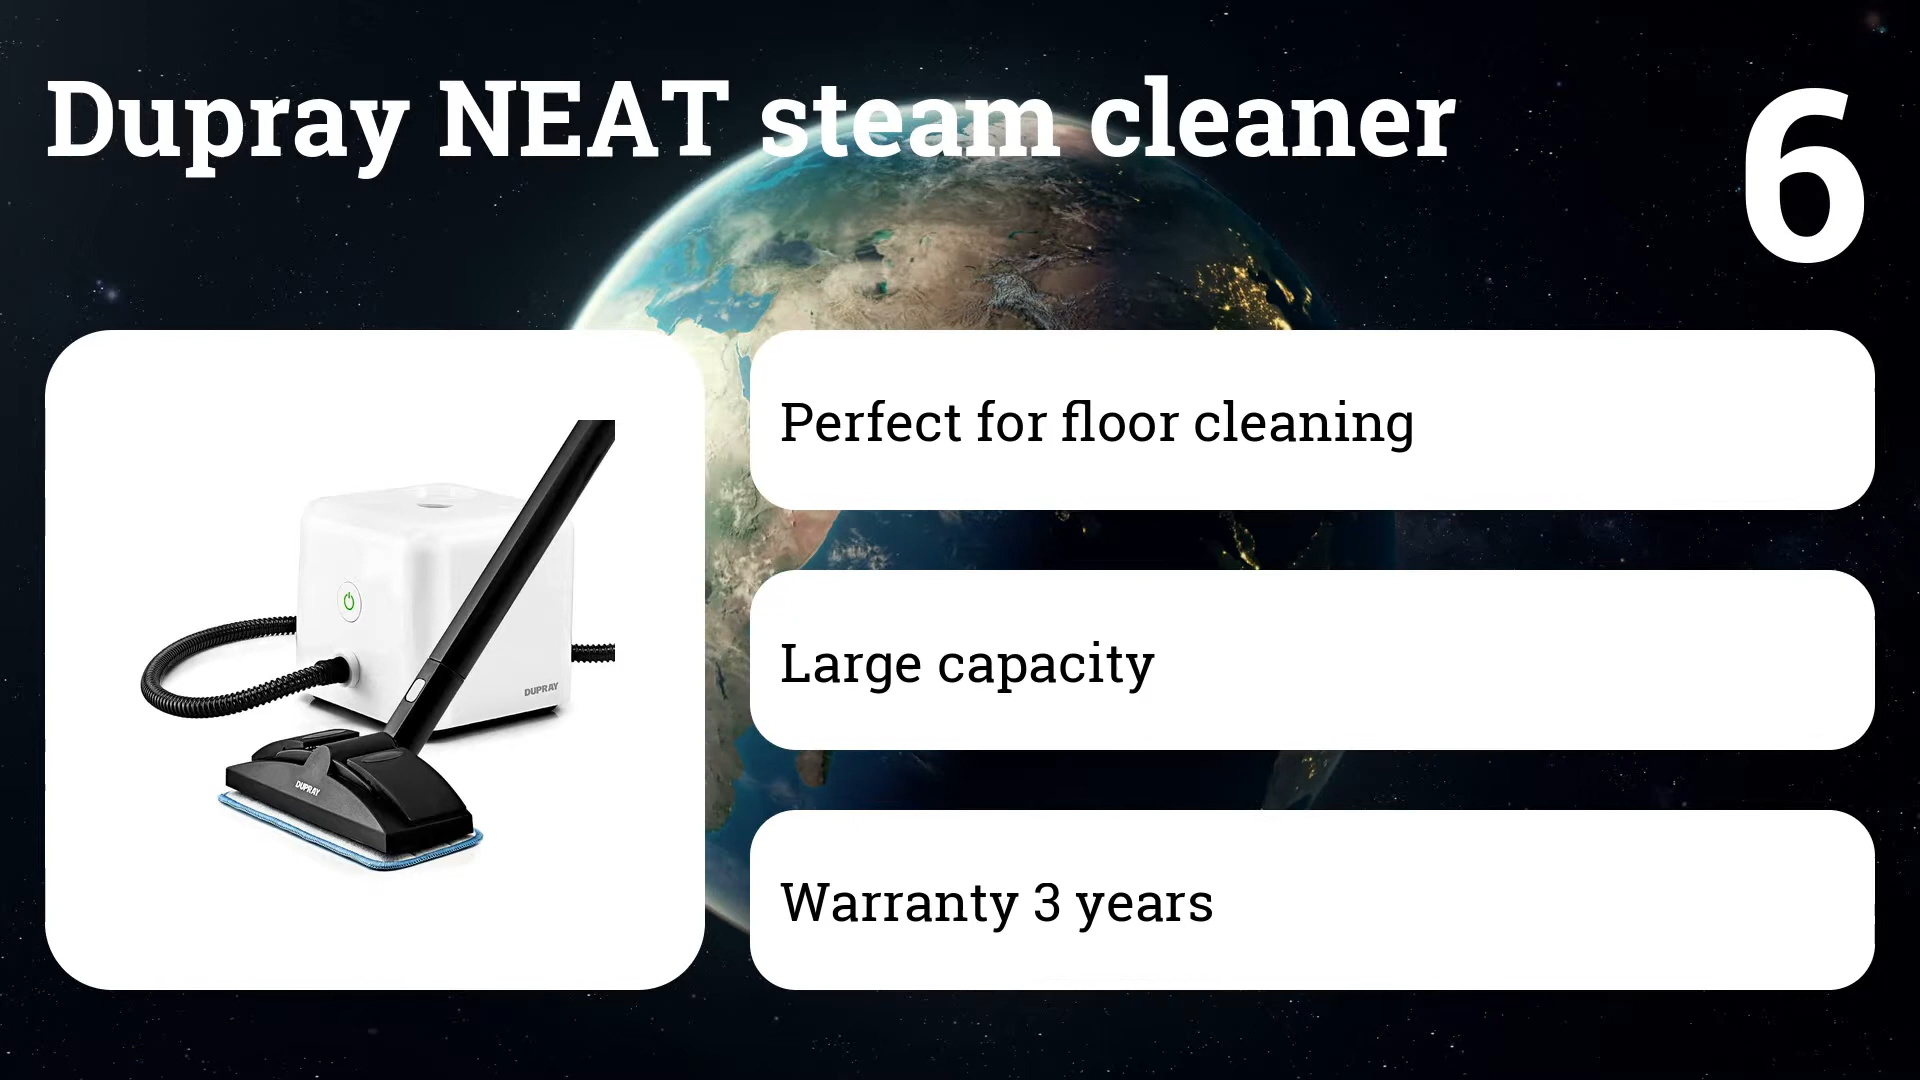 Dupray NEAT steam cleaner
6
Perfect for floor cleaning
Large capacity
Warranty 3 years
DUPRAY
DUPRAY